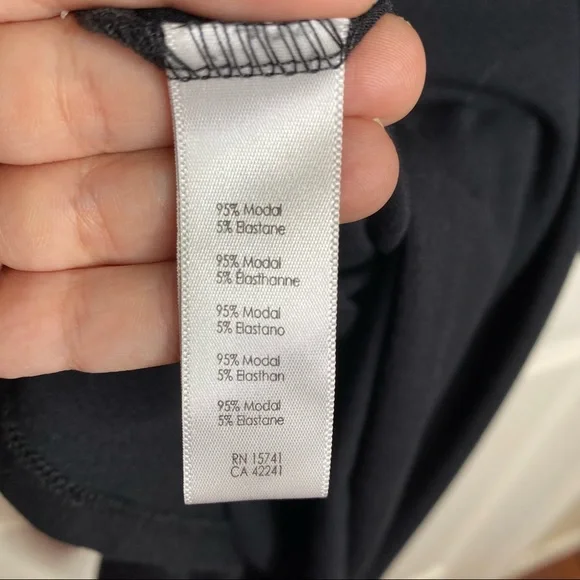 95% Modal
5% Elastane
95% Modal
5% Élasthanne
95% Modal
5% Elastano
95% Modal
5% Elasthan
95% Modal
5% Elastane
RN 15741
CA 42241